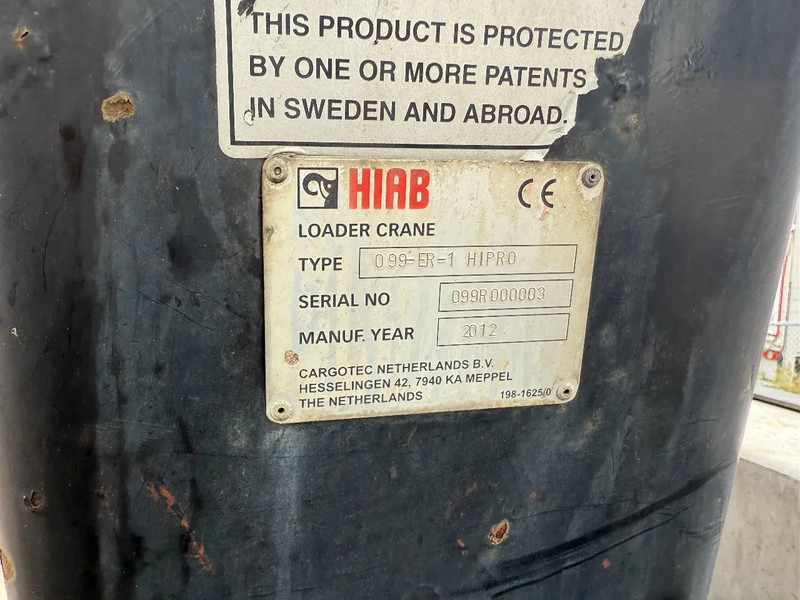 THIS PRODUCT IS PROTECTED
BY ONE OR MORE PATENTS
IN SWEDEN AND ABROAD.
HIAB CE
LOADER CRANE
TYPE 099-ER-1 HIPRO
SERIAL NO 099R000003
MANUF. YEAR 2012
CARGOTEC NETHERLANDS B.V.
HESSELINGEN 42, 7940 KA MEPPEL
THE NETHERLANDS 198-1625/0